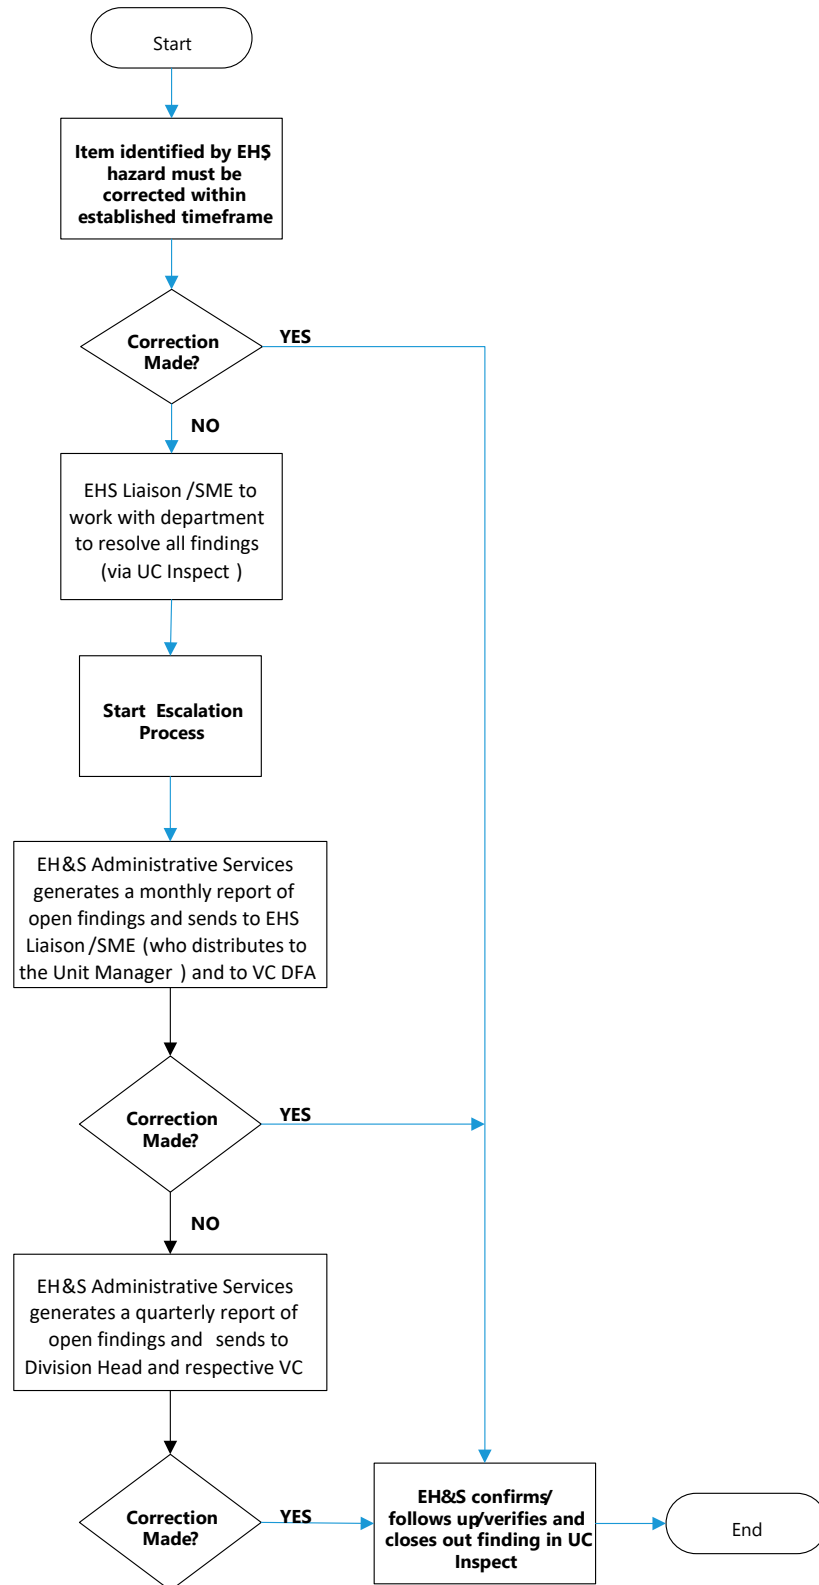 Start
Item identified by EH$
hazard must be
corrected within
established timeframe
Correction
Made?
YES
NO
EHS Liaison /SME to
work with department
to resolve all findings
(via UC Inspect )
Start Escalation
Process
EH&S Administrative Services
generates a monthly report of
open findings and sends to EHS
Liaison/SME (who distributes to
the Unit Manager ) and to VC DFA
Correction
Made?
YES
NO
EH&S Administrative Services
generates a quarterly report of
open findings and sends to
Division Head and respective VC
Correction
Made?
YES
EH&S confirms/
follows up/verifies and
closes out finding in UC
Inspect
End